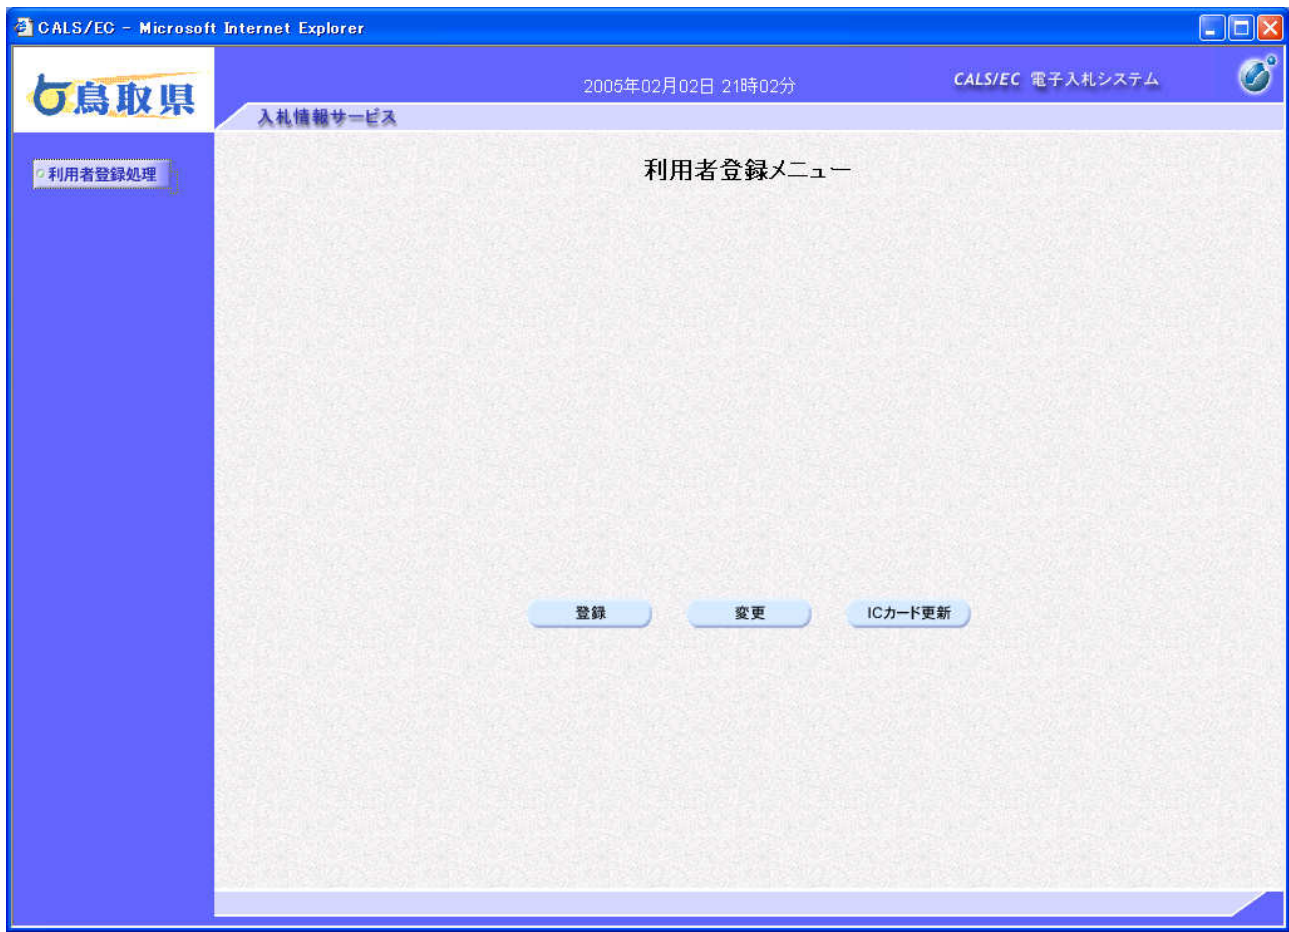 CALS/EC - Microsoft Internet Explorer
鳥取県
2005年02月02日 21時02分
CALS/EC 電子入札システム
入札情報サービス
利用者登録処理
利用者登録メニュー
登録
変更
ICカード更新